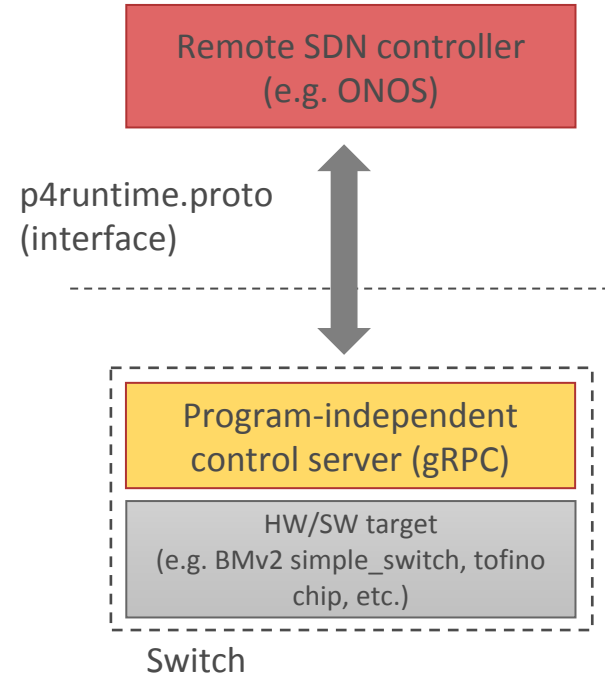 Remote SDN controller
(e.g. ONOS)
p4runtime.proto
(interface)
Program-independent
control server (gRPC)
HW/SW target
(e.g. BMv2 simple_switch, tofino
chip, etc.)
Switch